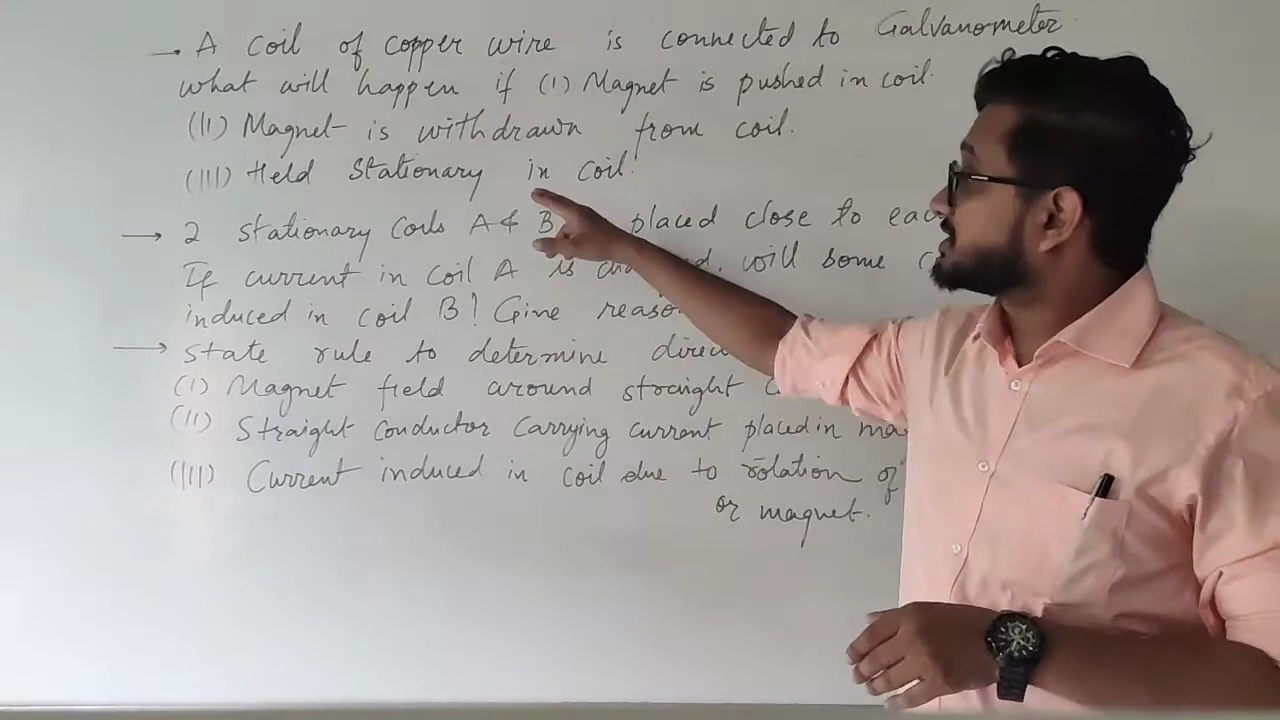 → A coil of copper wire is connected to Galvanometer
what will happen if (I) Magnet is pushed in coil.
(II) Magnet is withdrawn from coil.
(III) Held stationary in coil.
→ 2 stationary Coils A & B placed close to
If current in coil A is will some
induced in coil B! Give
→ state rule to determine
(I) Magnet field around straight
(II) Straight conductor carrying current placed in
(III) Current induced in coil due to rotation of
or magnet.